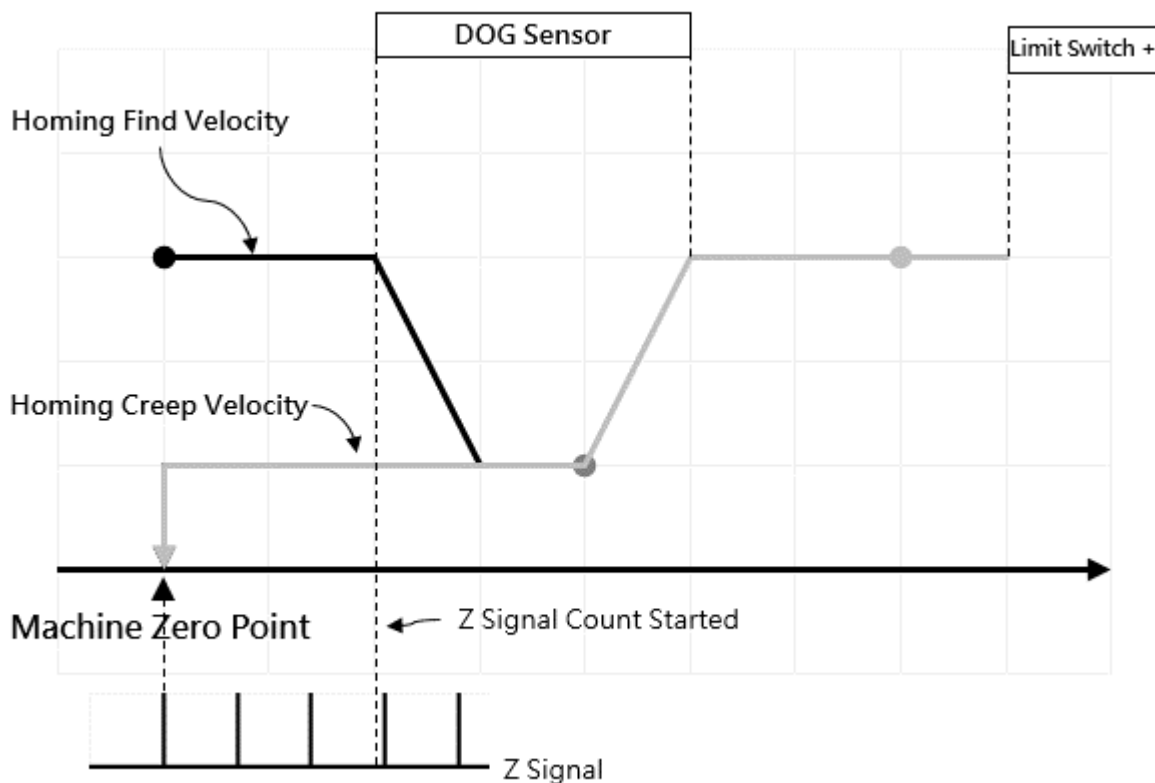 DOG Sensor
Limit Switch +
Homing Find Velocity
Homing Creep Velocity
Machine Zero Point
Z Signal Count Started
Z Signal